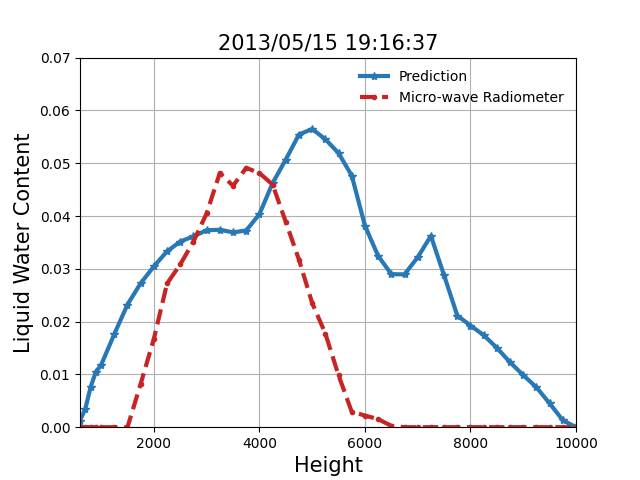 2013/05/15 19:16:37
0.07
0.06
0.05
0.04
0.03
0.02
0.01
0.00
Liquid Water Content
Prediction
Micro-wave Radiometer
2000 4000 6000 8000 10000
Height